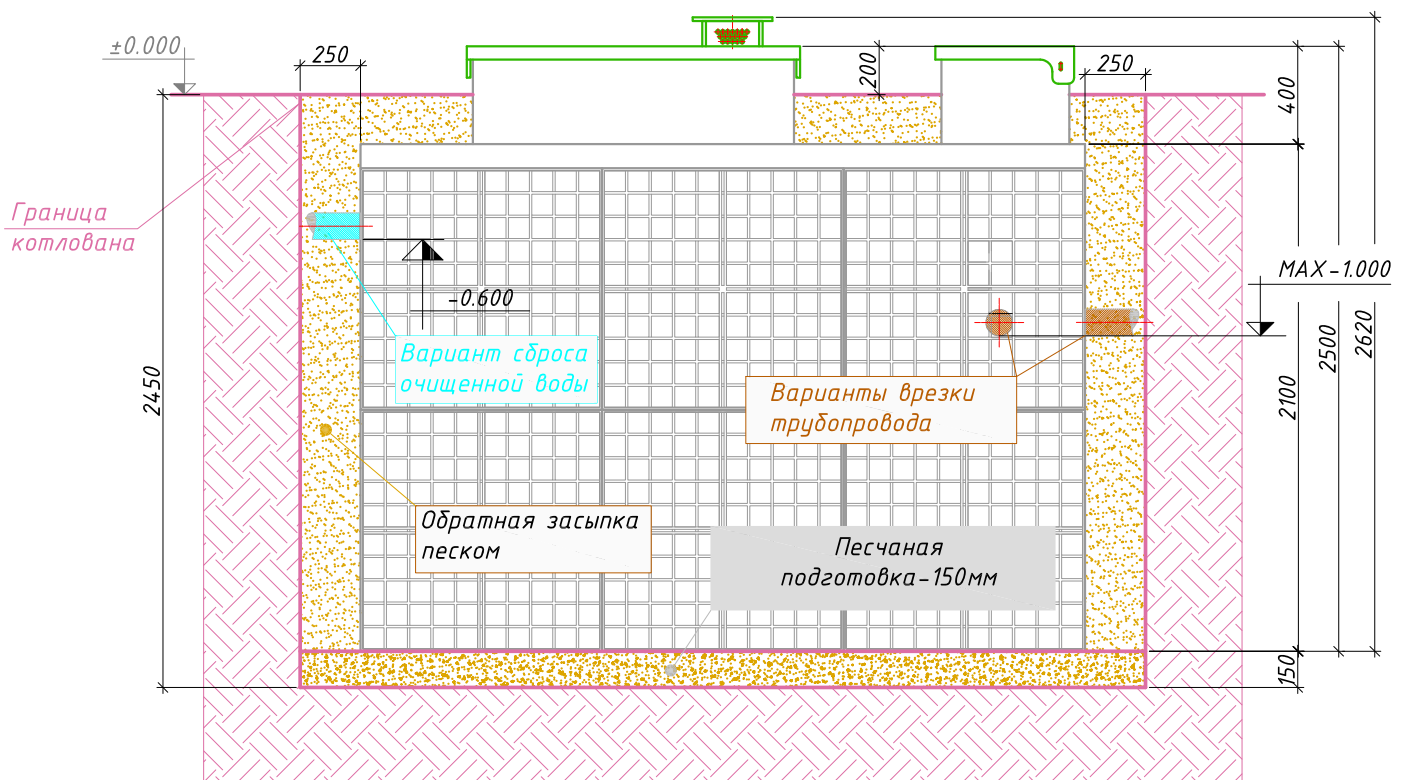 ±0.000
250
200
250
400
Граница
котлована
-0.600
MAX-1.000
Вариант сброса
очищенной воды
2450
Варианты врезки
трубопровода
2100
2500
2620
Обратная засыпка
песком
Песчаная
подготовка-150мм
150